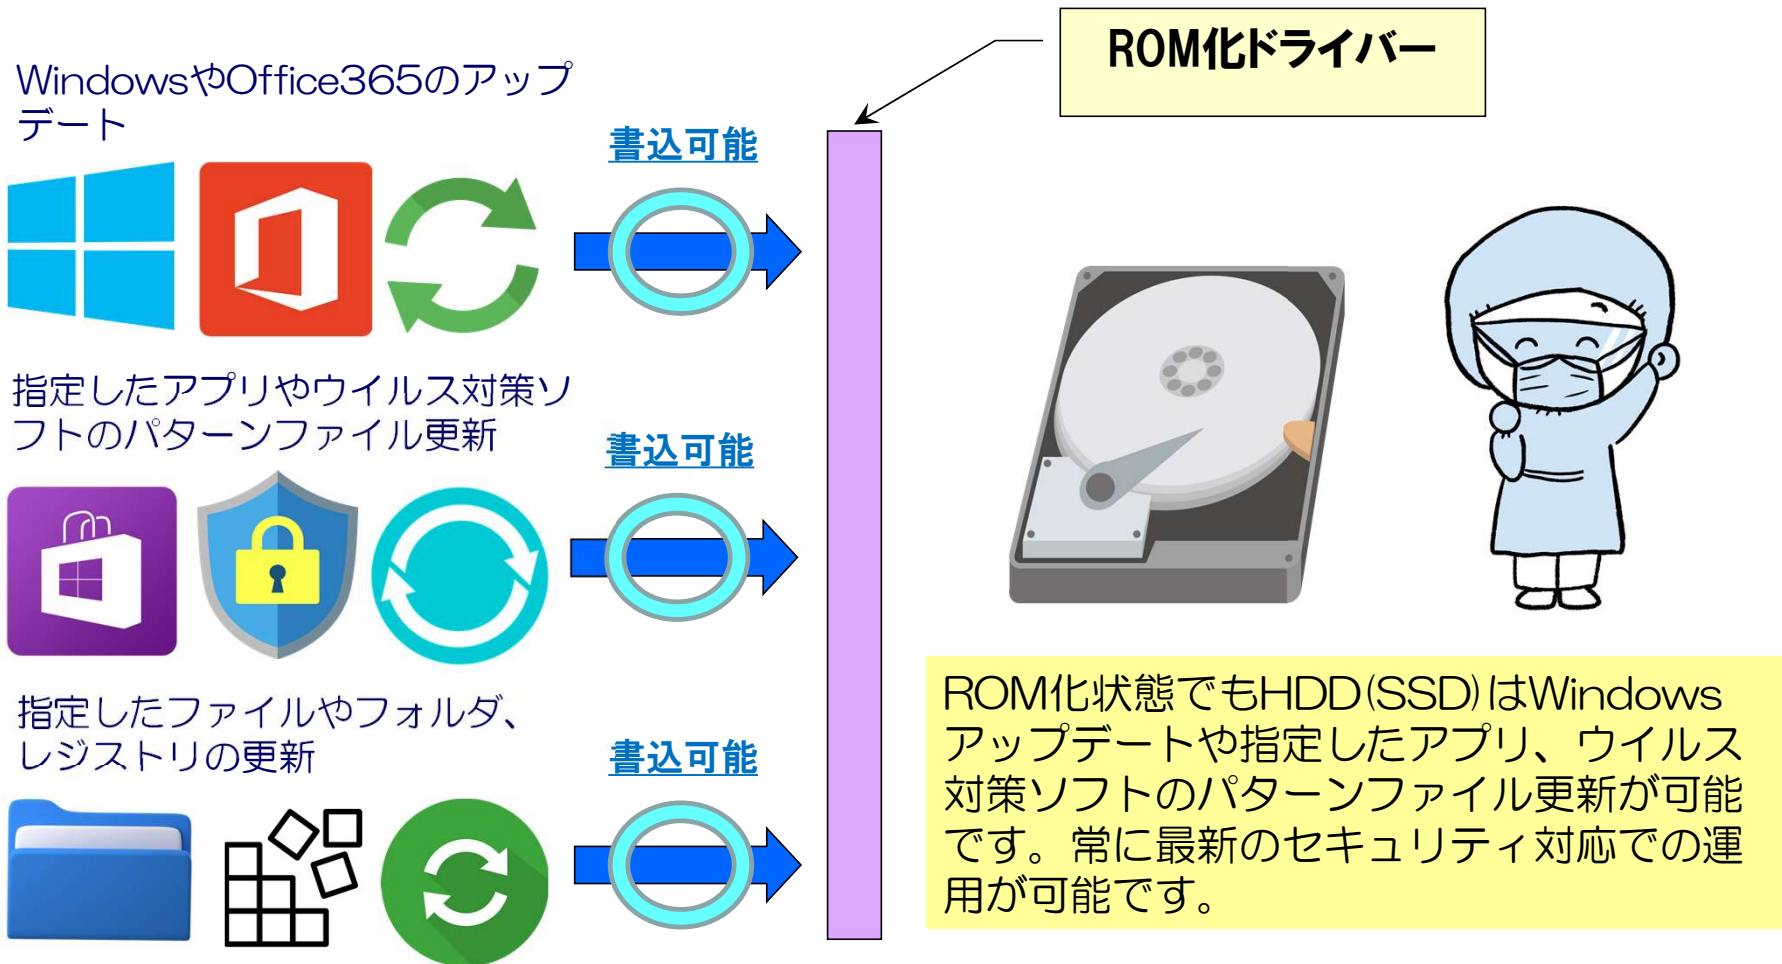 ROM化ドライバー
WindowsやOffice365のアップ
デート
書込可能
指定したアプリやウイルス対策ソ
フトのパターンファイル更新
書込可能
指定したファイルやフォルダ、
レジストリの更新
書込可能
ROM化状態でもHDD(SSD)はWindows
アップデートや指定したアプリ、ウイルス
対策ソフトのパターンファイル更新が可能
です。常に最新のセキュリティ対応での運
用が可能です。